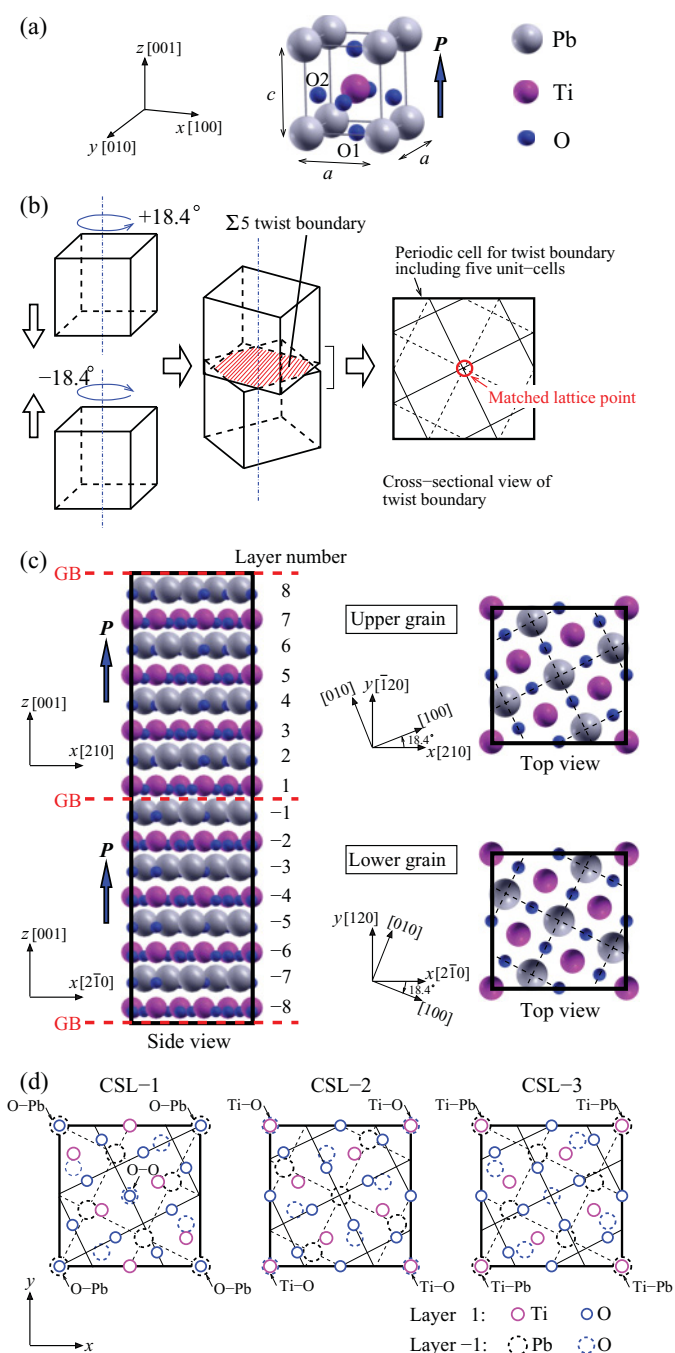 (a)
z [001]
x [100]
y [010]
P
Pb
O2
c
Ti
O1
O
a
a
(b)
+18.4°
Σ5 twist boundary
Periodic cell for twist boundary
including five unit−cells
−18.4°
Matched lattice point
Cross−sectional view of
twist boundary
(c)
Layer number
GB
8
7
P
6
5
4
z [001]
3
2
x [210]
1
GB
−1
−2
P
−3
−4
−5
z [001]
−6
−7
x [21̅0]
−8
GB
Side view
Upper grain
[010]
y [1̅20]
[100]
18.4°
x [210]
Top view
Lower grain
y [120]
[010]
x [21̅0]
18.4°
[100]
Top view
(d)
CSL−1
CSL−2
CSL−3
O−Pb
O−Pb
Ti−O
Ti−O
Ti−Pb
Ti−Pb
O−O
O−Pb
O−Pb
Ti−O
Ti−O
Ti−Pb
Ti−Pb
y
x
Layer 1: Ti O
Layer −1: Pb O